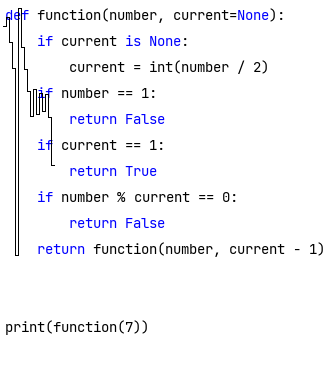 def function(number, current=None):
    if current is None:
        current = int(number / 2)
    if number == 1:
        return False
    if current == 1:
        return True
    if number % current == 0:
        return False
    return function(number, current - 1)
print(function(7))